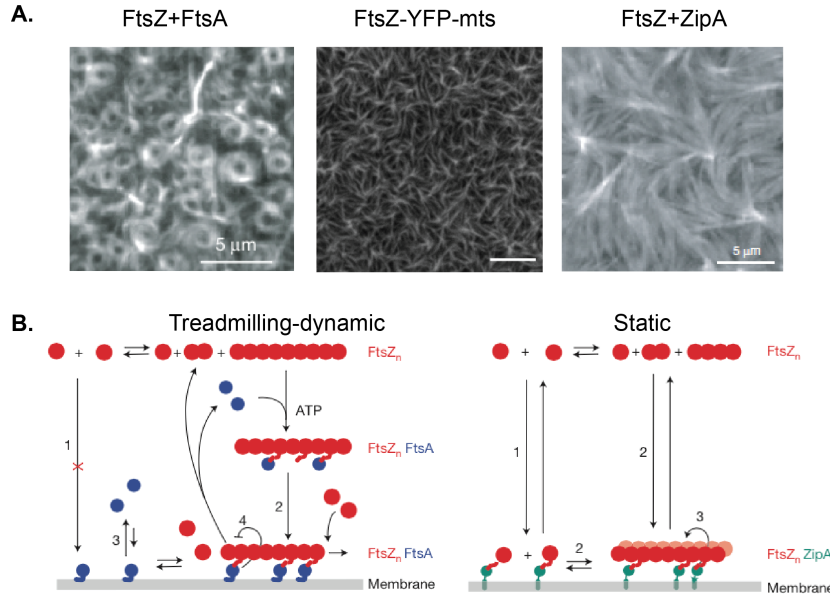 A.
FtsZ+FtsA
FtsZ-YFP-mts
FtsZ+ZipA
5 μm
5 μm
B.
Treadmilling-dynamic
Static
+ + + FtsZn
+ + + FtsZn
ATP
1
FtsZn FtsA
1
2
2
4
3
3
2
FtsZn FtsA
+
FtsZn ZipA
Membrane
Membrane